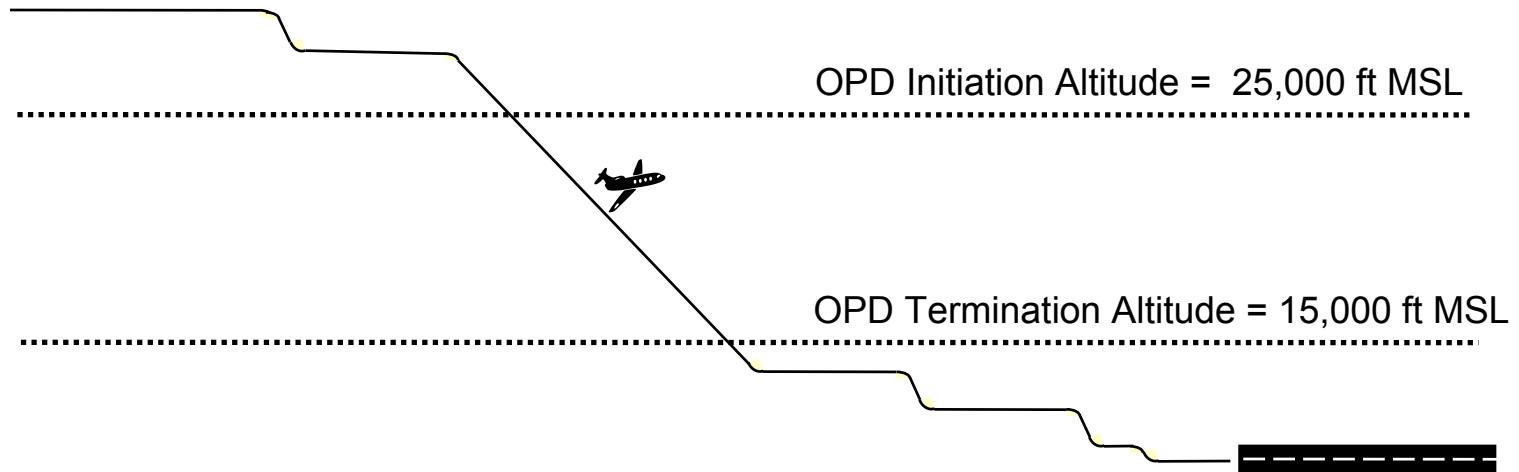 OPD Initiation Altitude =  25,000 ft MSL
OPD Termination Altitude = 15,000 ft MSL